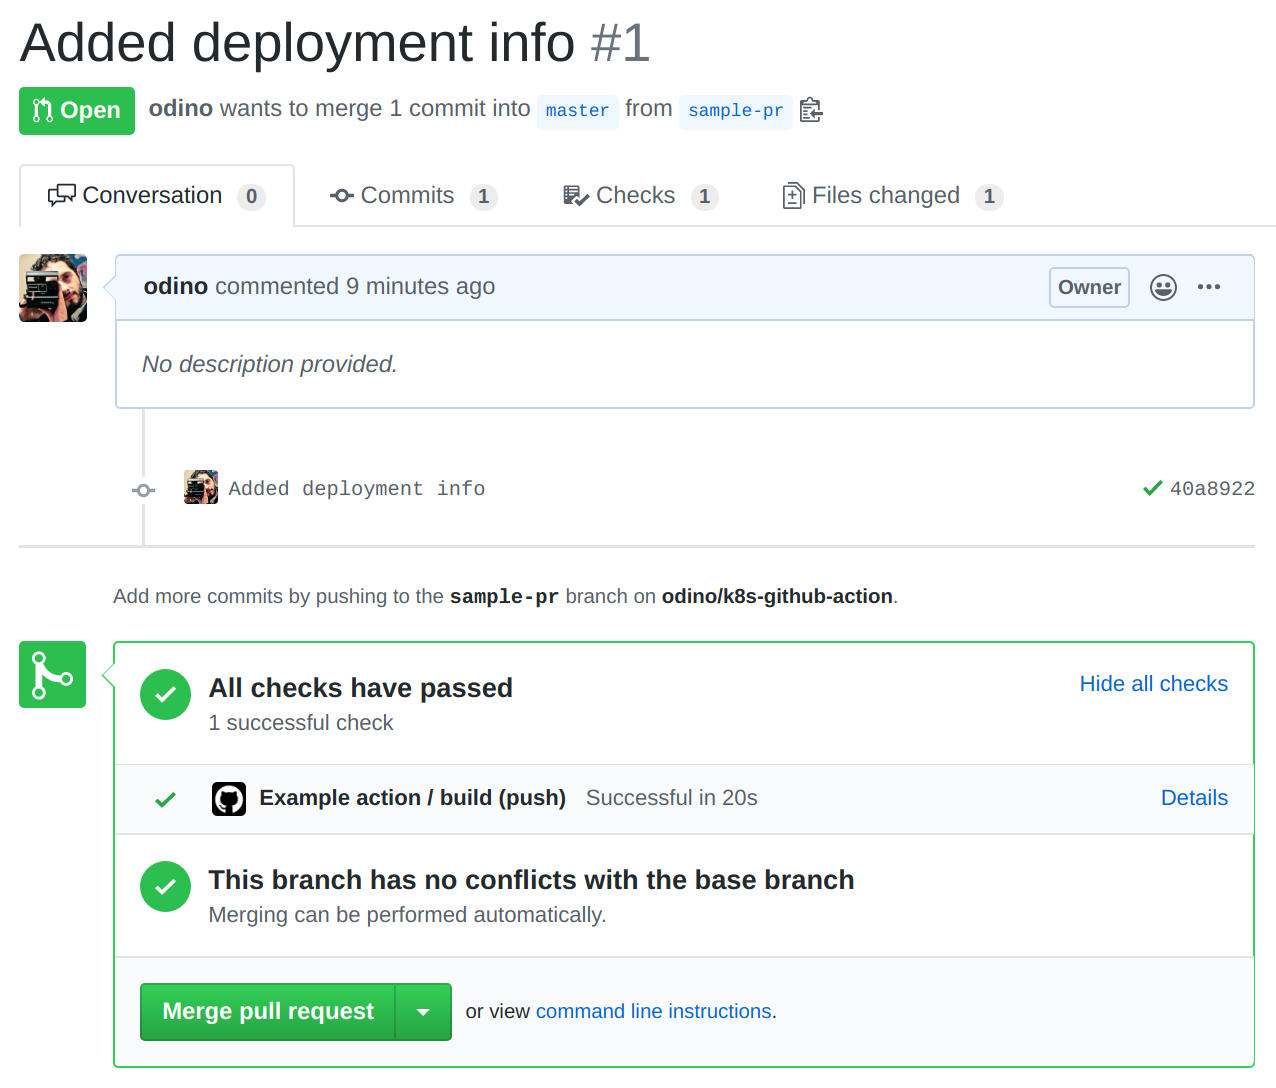 Added deployment info #1
Open odino wants to merge 1 commit into master from sample-pr
Conversation 0 Commits 1 Checks 1 Files changed 1
odino commented 9 minutes ago Owner
No description provided.
Added deployment info 40a8922
Add more commits by pushing to the sample-pr branch on odino/k8s-github-action.
All checks have passed Hide all checks
1 successful check
Example action / build (push) Successful in 20s Details
This branch has no conflicts with the base branch
Merging can be performed automatically.
Merge pull request or view command line instructions.